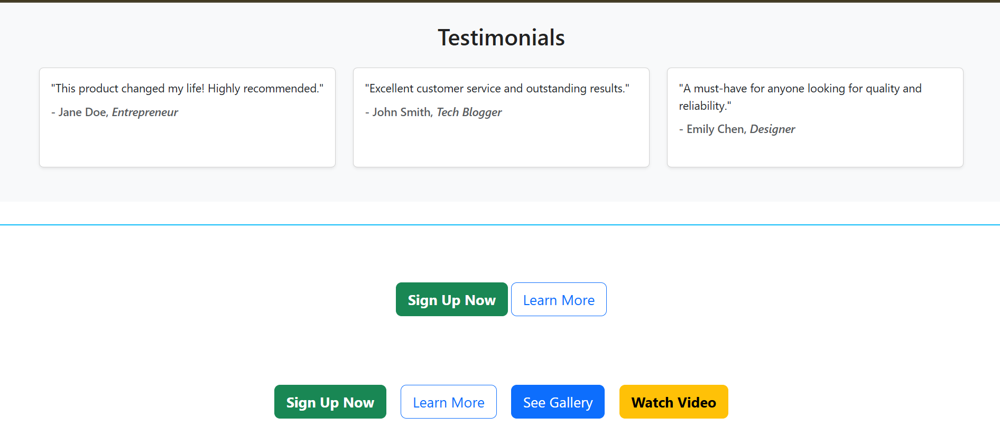 Testimonials
"This product changed my life! Highly recommended."
- Jane Doe, Entrepreneur
"Excellent customer service and outstanding results."
- John Smith, Tech Blogger
"A must-have for anyone looking for quality and
reliability."
- Emily Chen, Designer
Sign Up Now
Learn More
Sign Up Now
Learn More
See Gallery
Watch Video